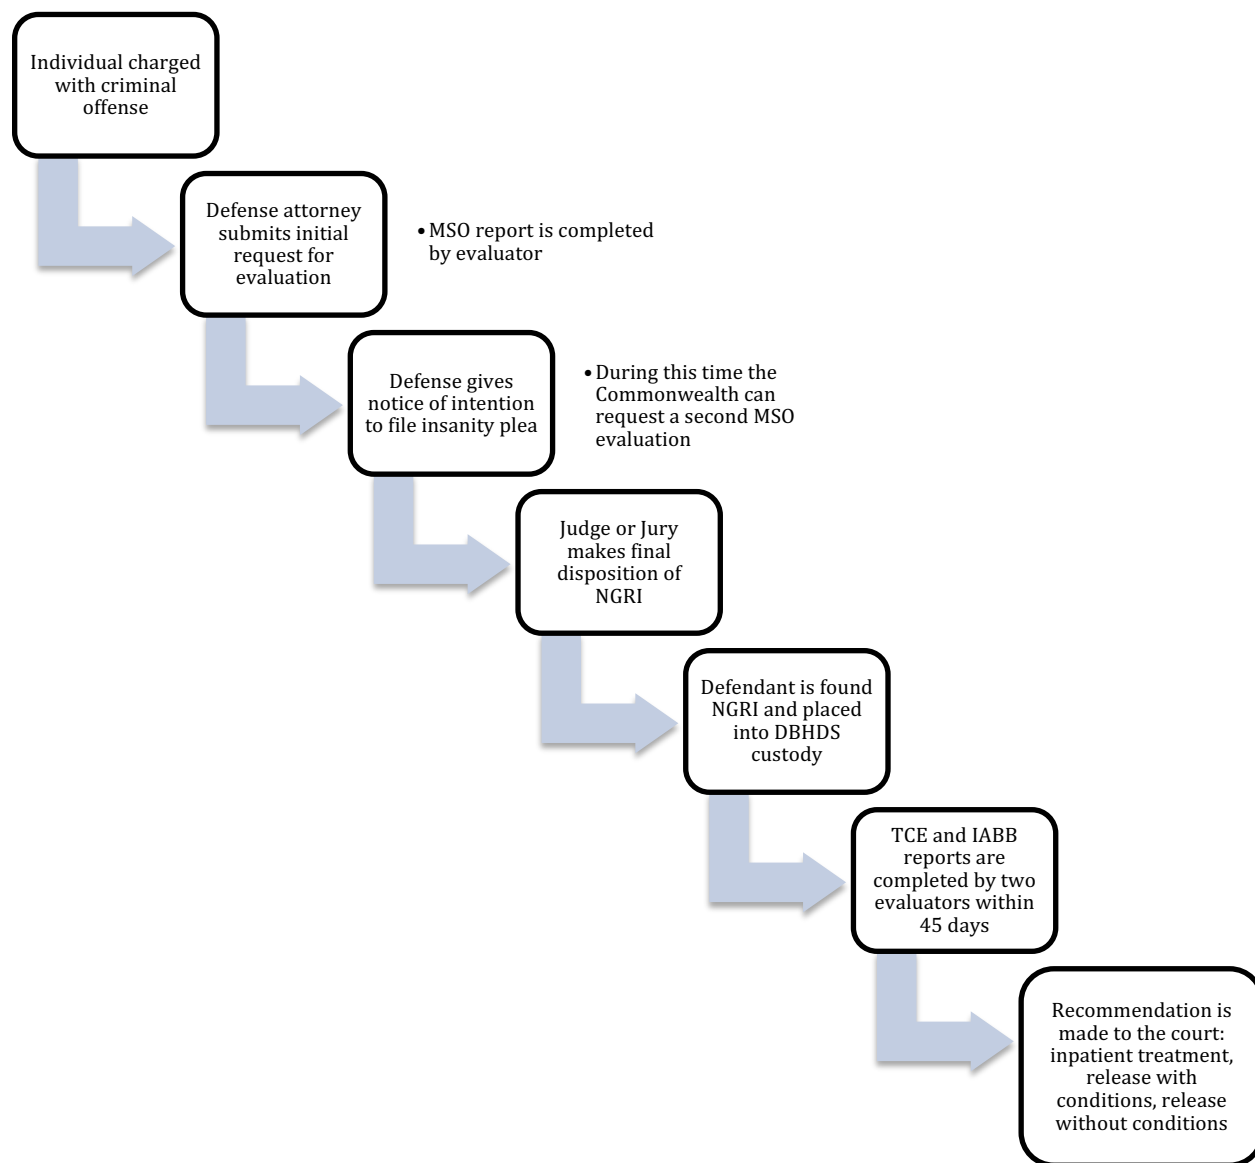 Individual charged
with criminal
offense
Defense attorney
submits initial
request for
evaluation
• MSO report is completed
by evaluator
Defense gives
notice of intention
to file insanity plea
• During this time the
Commonwealth can
request a second MSO
evaluation
Judge or Jury
makes final
disposition of
NGRI
Defendant is found
NGRI and placed
into DBHDS
custody
TCE and IABB
reports are
completed by two
evaluators within
45 days
Recommendation is
made to the court:
inpatient treatment,
release with
conditions, release
without conditions